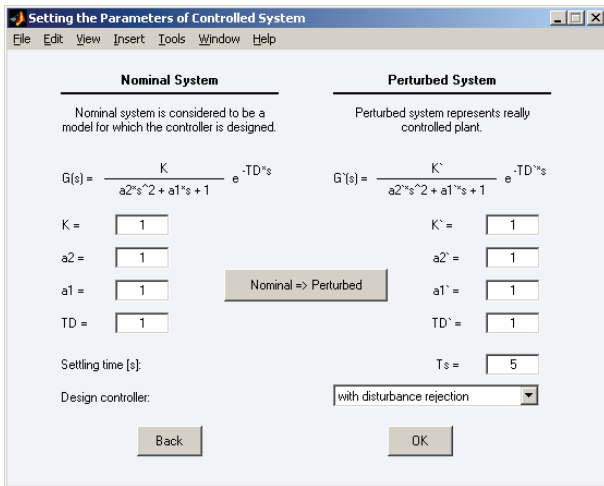 Setting the Parameters of Controlled System
File Edit View Insert Tools Window Help
Nominal System
Nominal system is considered to be a
model for which the controller is designed.
G(s) = K / a2*s^2 + a1*s + 1 e^-TD*s
K = 1
a2 = 1
a1 = 1
TD = 1
Perturbed System
Perturbed system represents really
controlled plant.
G`(s) = K` / a2`*s^2 + a1`*s + 1 e^-TD`*s
K` = 1
a2` = 1
a1` = 1
TD` = 1
Nominal => Perturbed
Settling time [s]: Ts = 5
Design controller: with disturbance rejection
Back OK